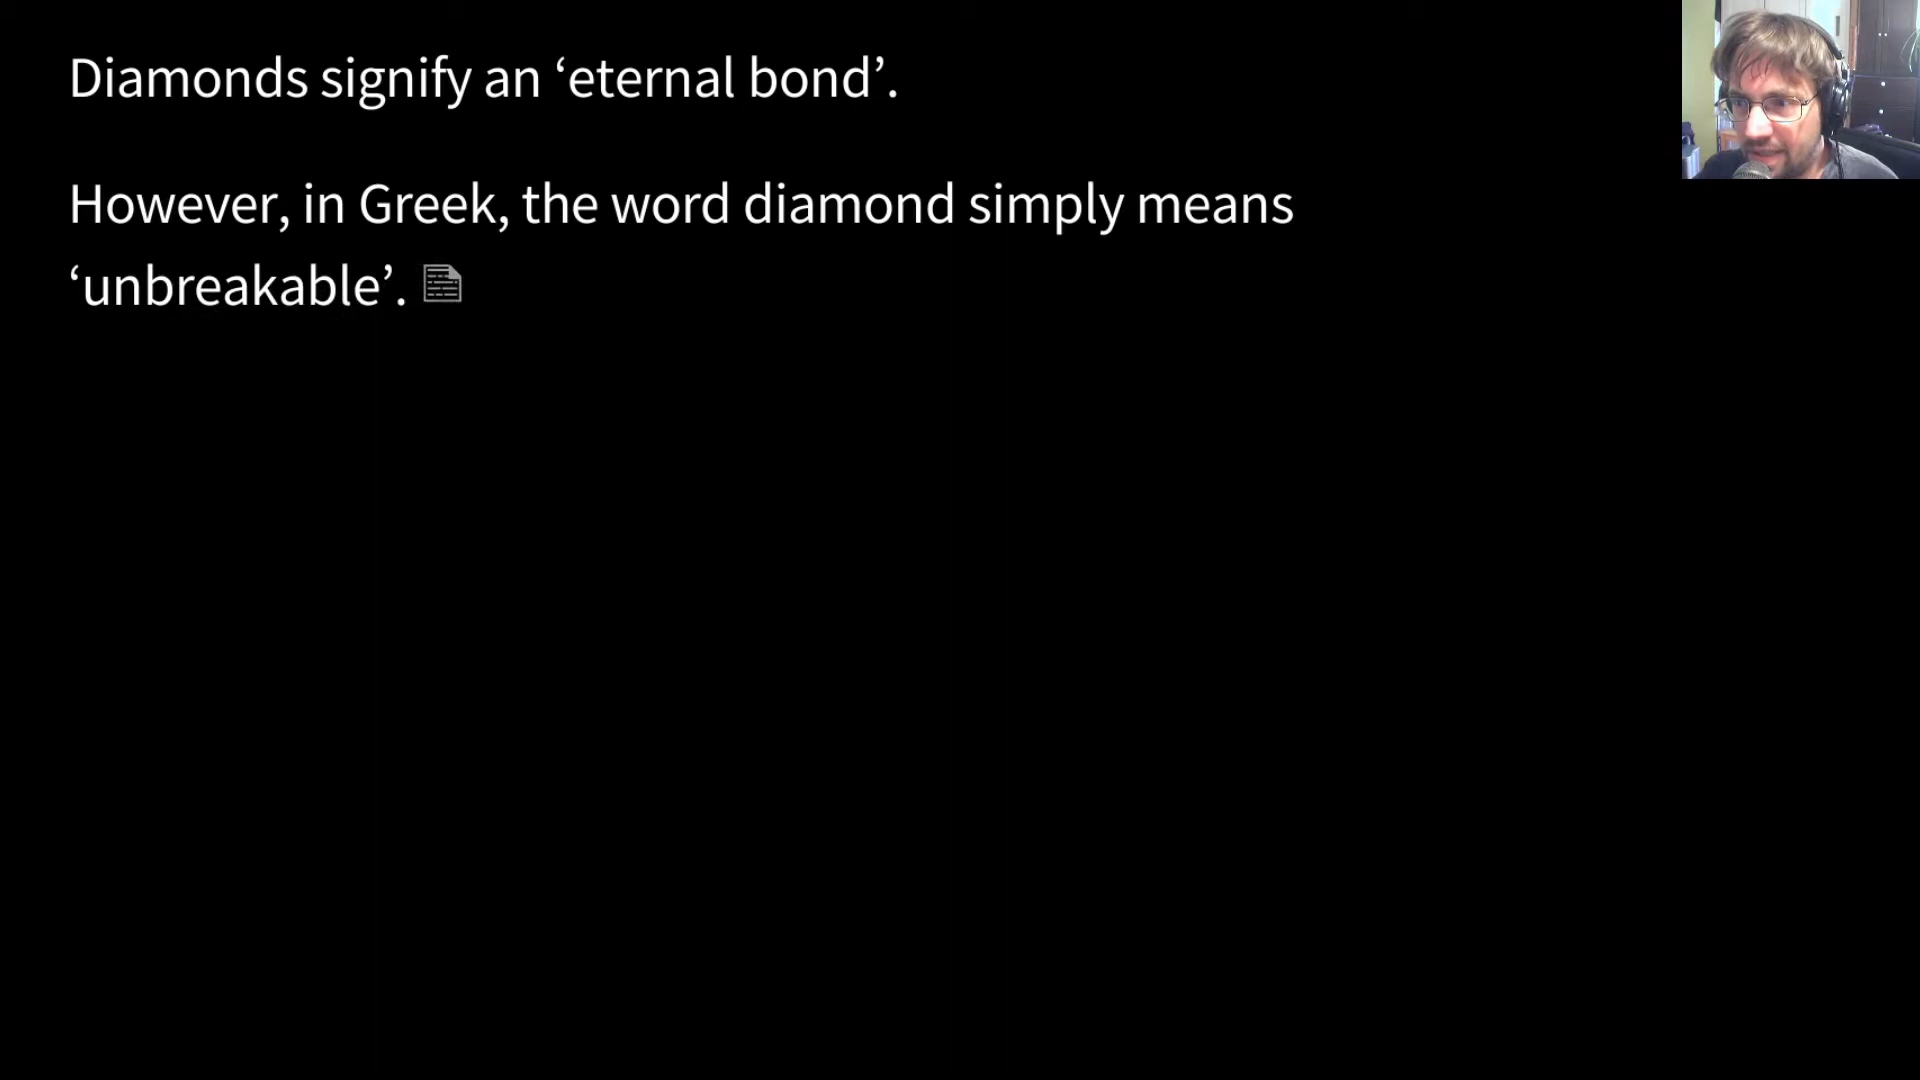 Diamonds signify an ‘eternal bond’.
However, in Greek, the word diamond simply means
‘unbreakable’.